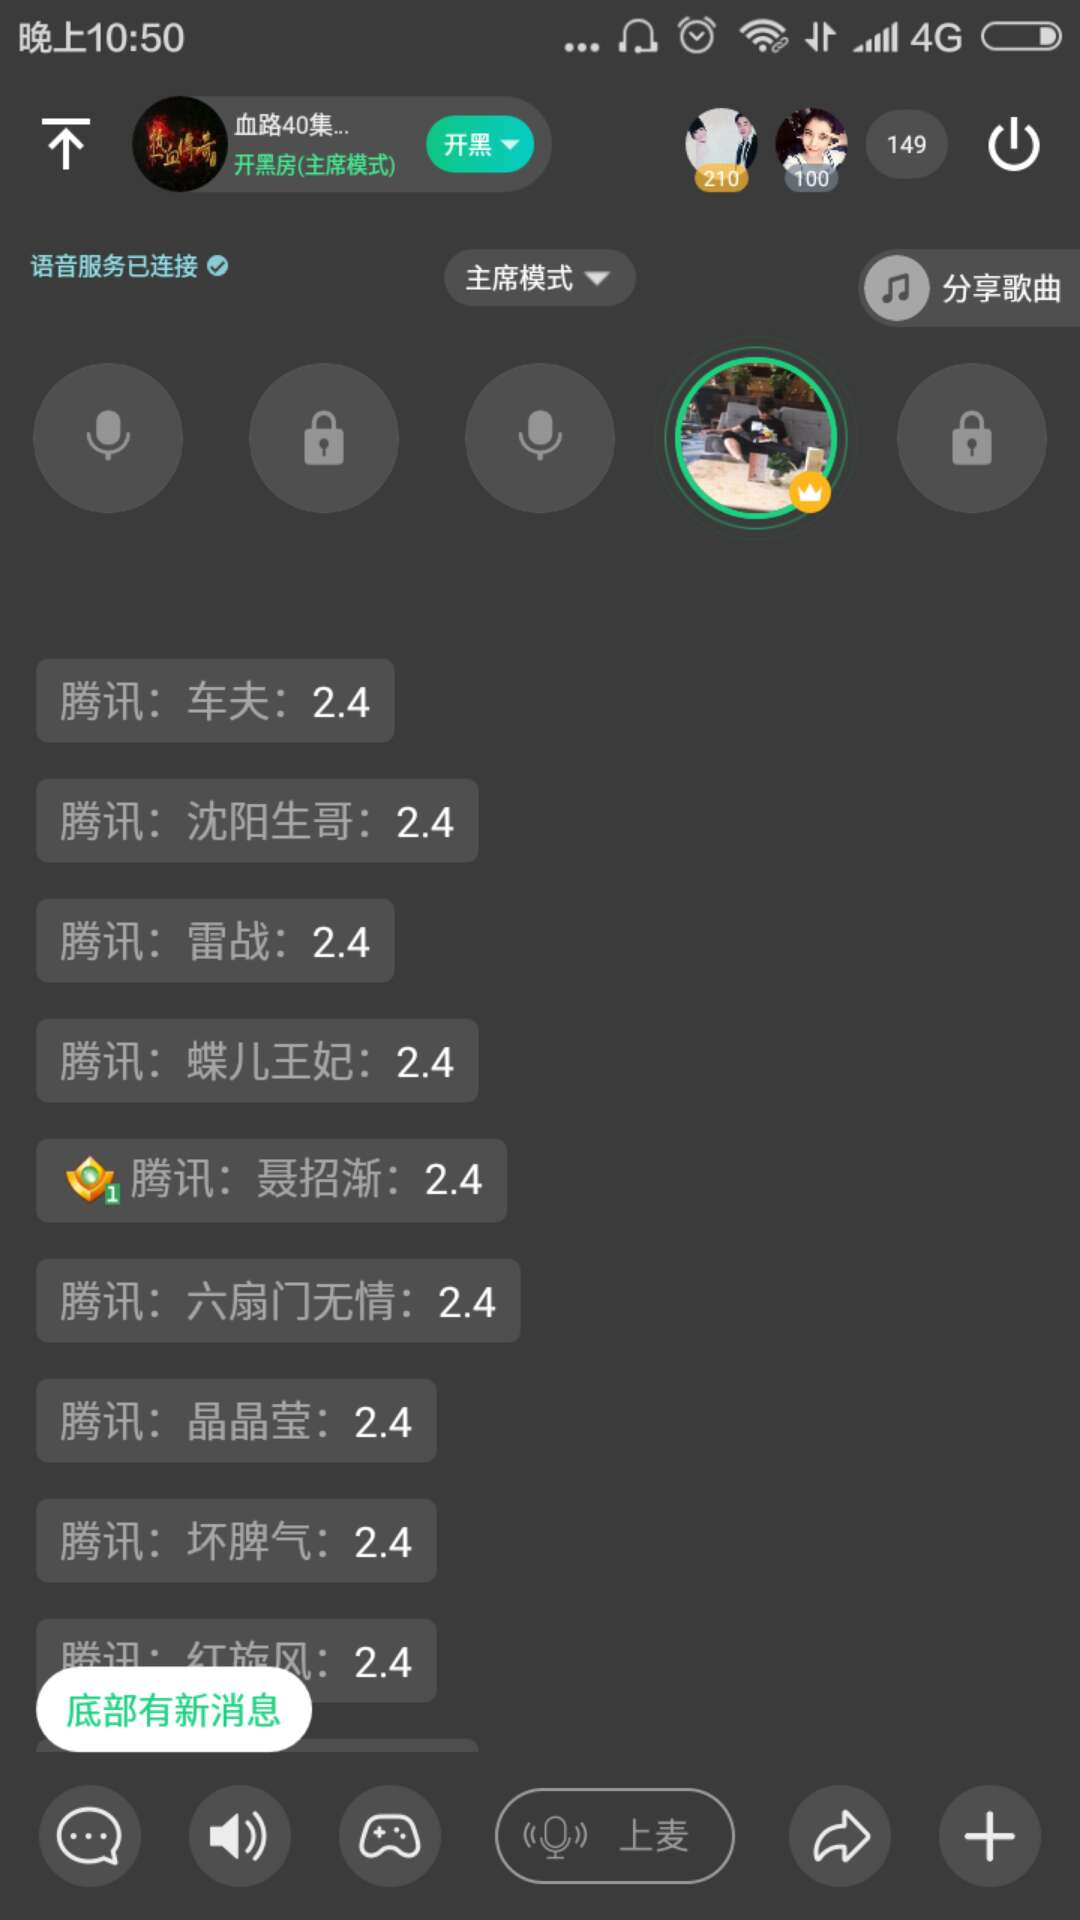 晚上10:50
4G
热血传奇
血路40集...
开黑房(主席模式)
开黑
210
100
149
语音服务已连接
主席模式
分享歌曲
腾讯：车夫：2.4
腾讯：沈阳生哥：2.4
腾讯：雷战：2.4
腾讯：蝶儿王妃：2.4
1 腾讯：聂招渐：2.4
腾讯：六扇门无情：2.4
腾讯：晶晶莹：2.4
腾讯：坏脾气：2.4
腾讯：红旋风：2.4
底部有新消息
上麦